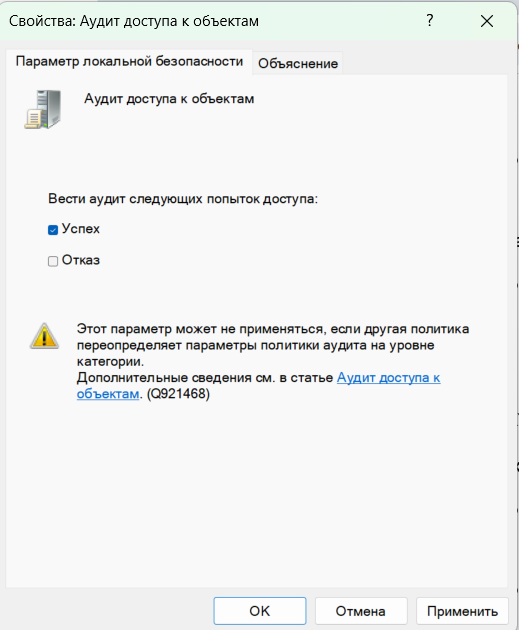 Свойства: Аудит доступа к объектам
?
Параметр локальной безопасности
Объяснение
Аудит доступа к объектам
Вести аудит следующих попыток доступа:
Успех
Отказ
Этот параметр может не применяться, если другая политика
переопределяет параметры политики аудита на уровне
категории.
Дополнительные сведения см. в статье Аудит доступа к
объектам. (Q921468)
OK
Отмена
Применить